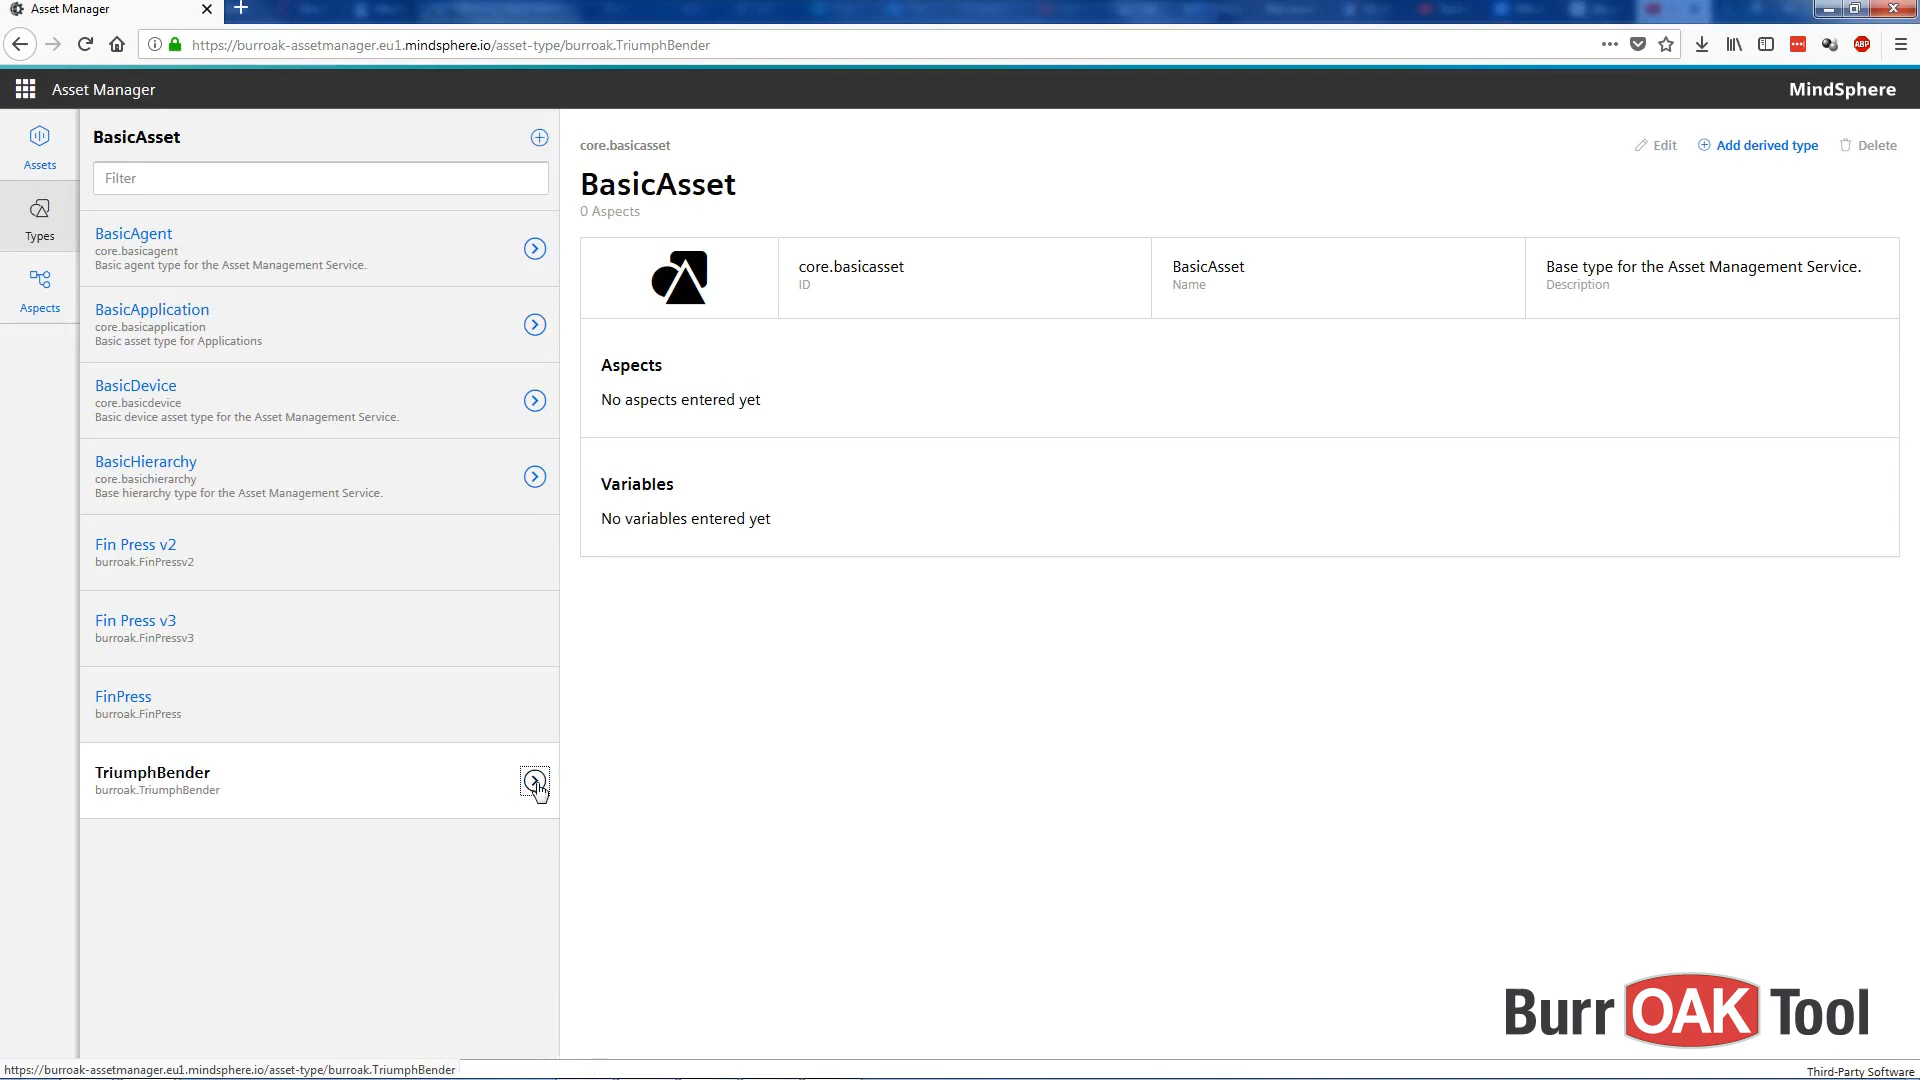 Asset Manager
https://burroak-assetmanager.eu1.mindsphere.io/asset-type/burroak.TriumphBender
ABP
Asset Manager
MindSphere
Assets
Types
Aspects
BasicAsset
Filter
BasicAgent
core.basicagent
Basic agent type for the Asset Management Service.
BasicApplication
core.basicapplication
Basic asset type for Applications
BasicDevice
core.basicdevice
Basic device asset type for the Asset Management Service.
BasicHierarchy
core.basichierarchy
Base hierarchy type for the Asset Management Service.
Fin Press v2
burroak.FinPressv2
Fin Press v3
burroak.FinPressv3
FinPress
burroak.FinPress
TriumphBender
burroak.TriumphBender
core.basicasset
Edit
Add derived type
Delete
BasicAsset
0 Aspects
core.basicasset
ID
BasicAsset
Name
Base type for the Asset Management Service.
Description
Aspects
No aspects entered yet
Variables
No variables entered yet
Burr OAK Tool
https://burroak-assetmanager.eu1.mindsphere.io/asset-type/burroak.TriumphBender
Third-Party Software